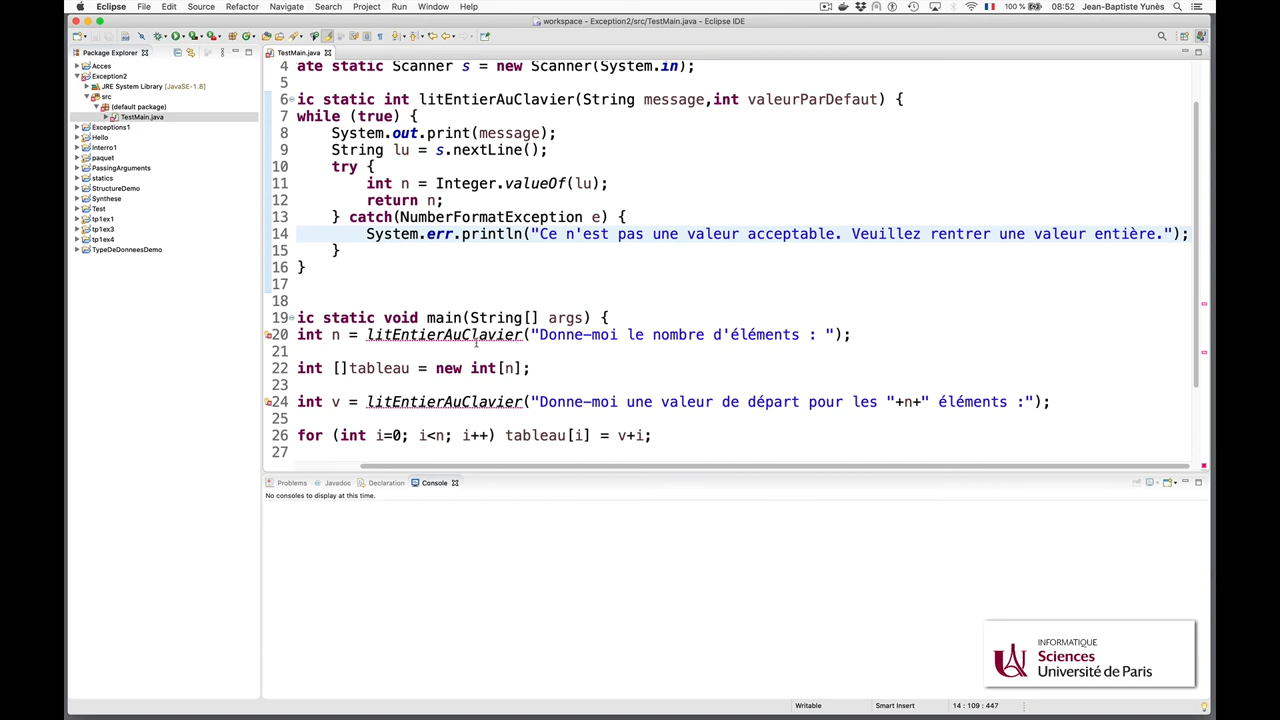 Eclipse File Edit Source Refactor Navigate Search Project Run Window Help 100 % 08:52 Jean-Baptiste Yunès
workspace - Exception2/src/TestMain.java - Eclipse IDE
Package Explorer
Acces
Exception2
JRE System Library [JavaSE-1.8]
src
(default package)
TestMain.java
Exceptions1
Hello
Interro1
paquet
PassingArguments
statics
StructureDemo
Synthese
Test
tp1ex1
tp1ex3
tp1ex4
TypeDeDonneesDemo
TestMain.java
4 ate static Scanner s = new Scanner(System.in);
5
6 ic static int litEntierAuClavier(String message,int valeurParDefaut) {
7 while (true) {
8 System.out.print(message);
9 String lu = s.nextLine();
10 try {
11 int n = Integer.valueOf(lu);
12 return n;
13 } catch(NumberFormatException e) {
14 System.err.println("Ce n'est pas une valeur acceptable. Veuillez rentrer une valeur entière.");
15 }
16 }
17
18
19 ic static void main(String[] args) {
20 int n = litEntierAuClavier("Donne-moi le nombre d'éléments : ");
21
22 int []tableau = new int[n];
23
24 int v = litEntierAuClavier("Donne-moi une valeur de départ pour les "+n+" éléments :");
25
26 for (int i=0; i<n; i++) tableau[i] = v+i;
27
Problems Javadoc Declaration Console
No consoles to display at this time.
INFORMATIQUE
Sciences
Université de Paris
Writable Smart Insert 14 : 109 : 447